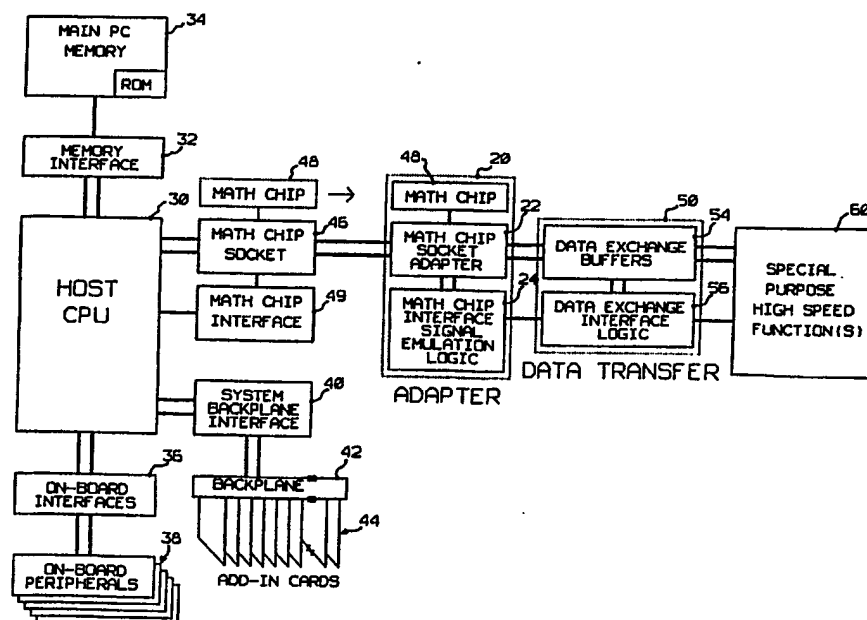 34
MAIN PC
MEMORY
ROM
32
MEMORY
INTERFACE
30
HOST
CPU
48
MATH CHIP
46
MATH CHIP
SOCKET
49
MATH CHIP
INTERFACE
48
20
MATH CHIP
22
MATH CHIP
SOCKET
ADAPTER
24
MATH CHIP
INTERFACE
SIGNAL
EMULATION
LOGIC
ADAPTER
50
54
DATA EXCHANGE
BUFFERS
56
DATA EXCHANGE
INTERFACE
LOGIC
DATA TRANSFER
60
SPECIAL
PURPOSE
HIGH SPEED
FUNCTION(S)
40
SYSTEM
BACKPLANE
INTERFACE
42
BACKPLANE
44
ADD-IN CARDS
36
ON-BOARD
INTERFACES
38
ON-BOARD
PERIPHERALS